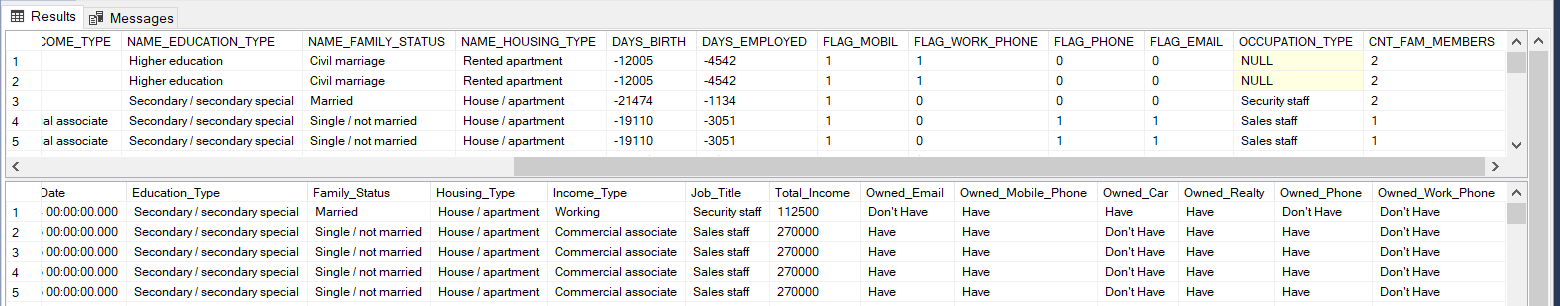 Results Messages
COME_TYPE NAME_EDUCATION_TYPE NAME_FAMILY_STATUS NAME_HOUSING_TYPE DAYS_BIRTH DAYS_EMPLOYED FLAG_MOBIL FLAG_WORK_PHONE FLAG_PHONE FLAG_EMAIL OCCUPATION_TYPE CNT_FAM_MEMBERS
1 Higher education Civil marriage Rented apartment -12005 -4542 1 1 0 0 NULL 2
2 Higher education Civil marriage Rented apartment -12005 -4542 1 1 0 0 NULL 2
3 Secondary / secondary special Married House / apartment -21474 -1134 1 0 0 0 Security staff 2
4 al associate Secondary / secondary special Single / not married House / apartment -19110 -3051 1 0 1 1 Sales staff 1
5 al associate Secondary / secondary special Single / not married House / apartment -19110 -3051 1 0 1 1 Sales staff 1
Date Education_Type Family_Status Housing_Type Income_Type Job_Title Total_Income Owned_Email Owned_Mobile_Phone Owned_Car Owned_Realty Owned_Phone Owned_Work_Phone
1 00:00:00.000 Secondary / secondary special Married House / apartment Working Security staff 112500 Don't Have Have Have Have Don't Have Don't Have
2 00:00:00.000 Secondary / secondary special Single / not married House / apartment Commercial associate Sales staff 270000 Have Have Don't Have Have Have Don't Have
3 00:00:00.000 Secondary / secondary special Single / not married House / apartment Commercial associate Sales staff 270000 Have Have Don't Have Have Have Don't Have
4 00:00:00.000 Secondary / secondary special Single / not married House / apartment Commercial associate Sales staff 270000 Have Have Don't Have Have Have Don't Have
5 00:00:00.000 Secondary / secondary special Single / not married House / apartment Commercial associate Sales staff 270000 Have Have Don't Have Have Have Don't Have